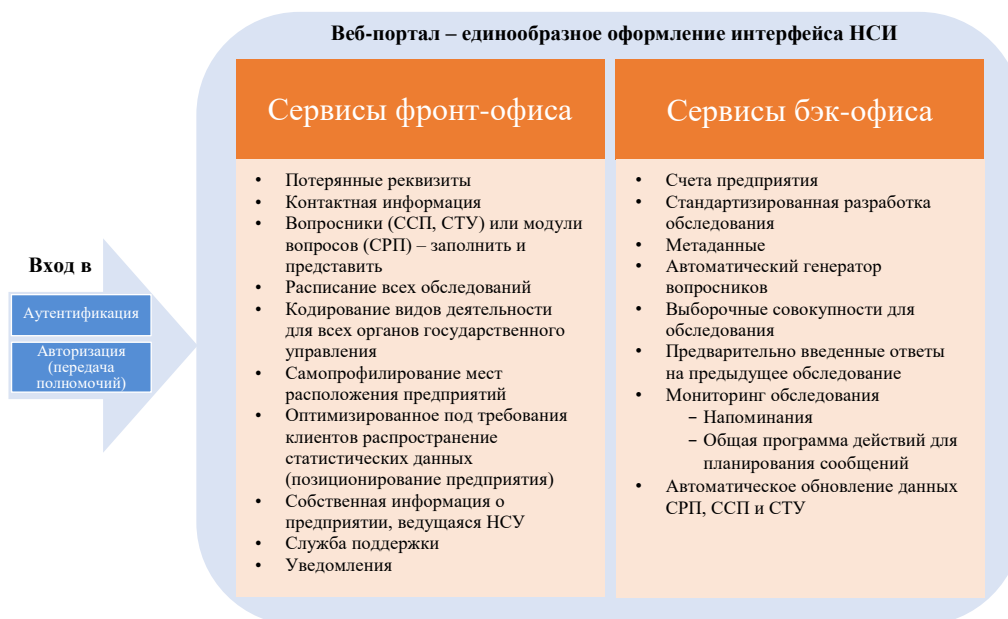 Веб-портал – единообразное оформление интерфейса НСИ
Вход в
Аутентификация
Авторизация
(передача
полномочий)
Сервисы фронт-офиса
• Потерянные реквизиты
• Контактная информация
• Вопросники (ССП, СТУ) или модули
вопросов (СРП) – заполнить и
представить
• Расписание всех обследований
• Кодирование видов деятельности
для всех органов государственного
управления
• Самопрофилирование мест
расположения предприятий
• Оптимизированное под требования
клиентов распространие
статистических данных
(позиционирование предприятия)
• Собственная информация о
предприятии, ведущаяся НСУ
• Служба поддержки
• Уведомления
Сервисы бэк-офиса
• Счета предприятия
• Стандартизированная разработка
обследования
• Метаданные
• Автоматический генератор
вопросников
• Выборочные совокупности для
обследования
• Предварительно введенные ответы
на предыдущее обследование
• Мониторинг обследования
– Напоминания
– Общая программа действий для
планирования сообщений
• Автоматическое обновление данных
СРП, ССП и СТУ